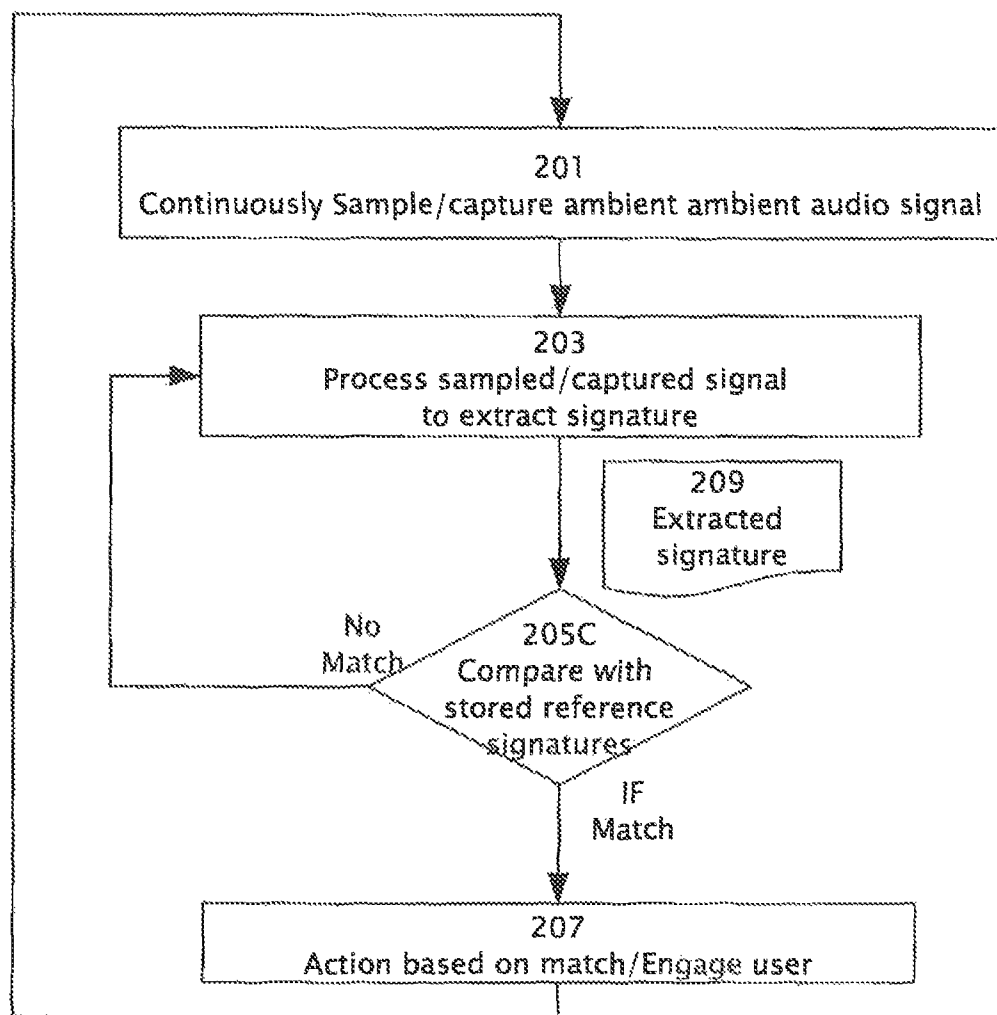 201
Continuously Sample/capture ambient ambient audio signal
203
Process sampled/captured signal
to extract signature
209
Extracted
signature
No
Match
205C
Compare with
stored reference
signatures
IF
Match
207
Action based on match/Engage user